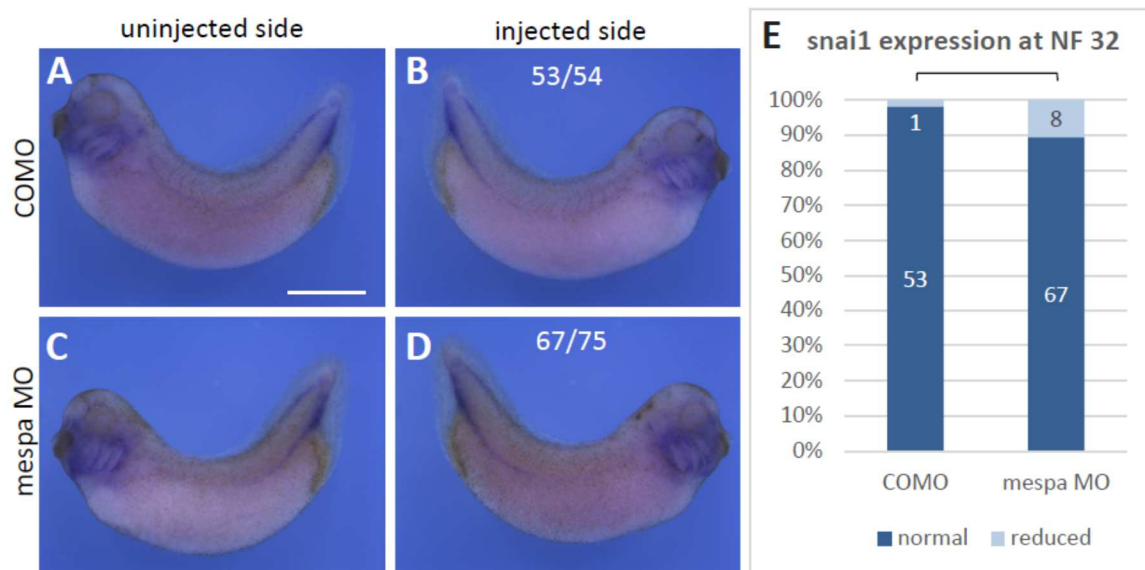 uninjected side
injected side
A
B
53/54
COMO
C
D
67/75
mespa MO
E
snai1 expression at NF 32
100%
90%
80%
70%
60%
50%
40%
30%
20%
10%
0%
1
53
8
67
COMO
mespa MO
normal
reduced